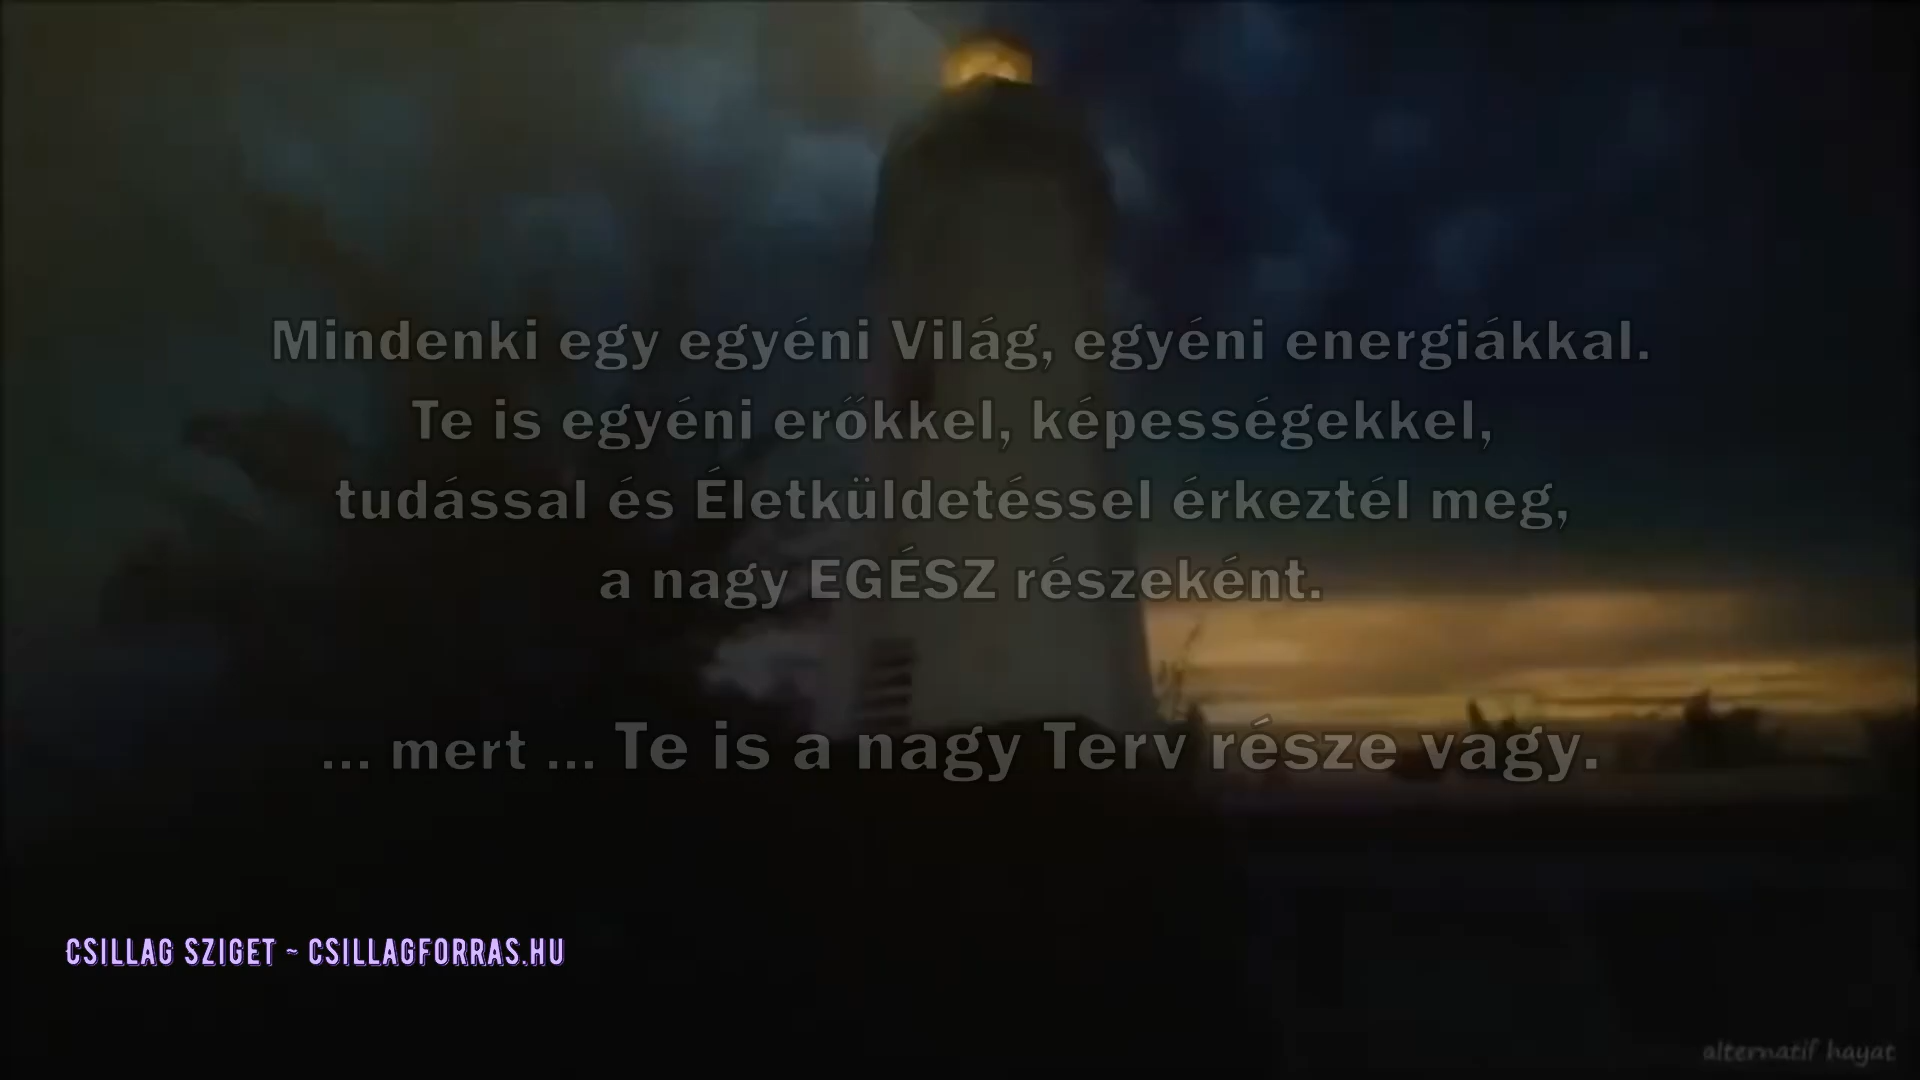 Mindenki egy egyéni Világ, egyéni energiákkal.
Te is egyéni erőkkel, képességekkel,
tudással és Életküldetéssel érkeztél meg,
a nagy EGÉSZ részeként.
... mert ... Te is a nagy Terv része vagy.
CSILLAG SZIGET ~ CSILLAGFORRAS.HU
alternatif hayat